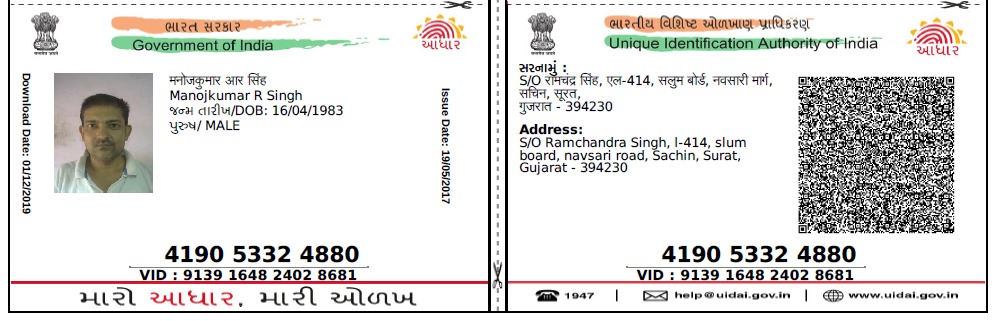 ભારત સરકાર
Government of India
આધાર
Download Date: 01/12/2019
मनोजकुमार आर सिंह
Manojkumar R Singh
જન્મ તારીખ/DOB: 16/04/1983
પુરુષ/ MALE
Issue Date: 19/05/2017
4190 5332 4880
VID : 9139 1648 2402 8681
મારો આધાર, મારી ઓળખ
ભારતીય વિશિષ્ટ ઓળખાણ પ્રાધિકરણ
Unique Identification Authority of India
આધાર
સરનામું :
S/O रामचंद्र सिंह, एल-414, सलुम बोर्ड, नवसारी मार्ग,
सचिन, सूरत,
गुजरात - 394230
Address:
S/O Ramchandra Singh, l-414, slum
board, navsari road, Sachin, Surat,
Gujarat - 394230
4190 5332 4880
VID : 9139 1648 2402 8681
1947 | help@uidai.gov.in | www.uidai.gov.in